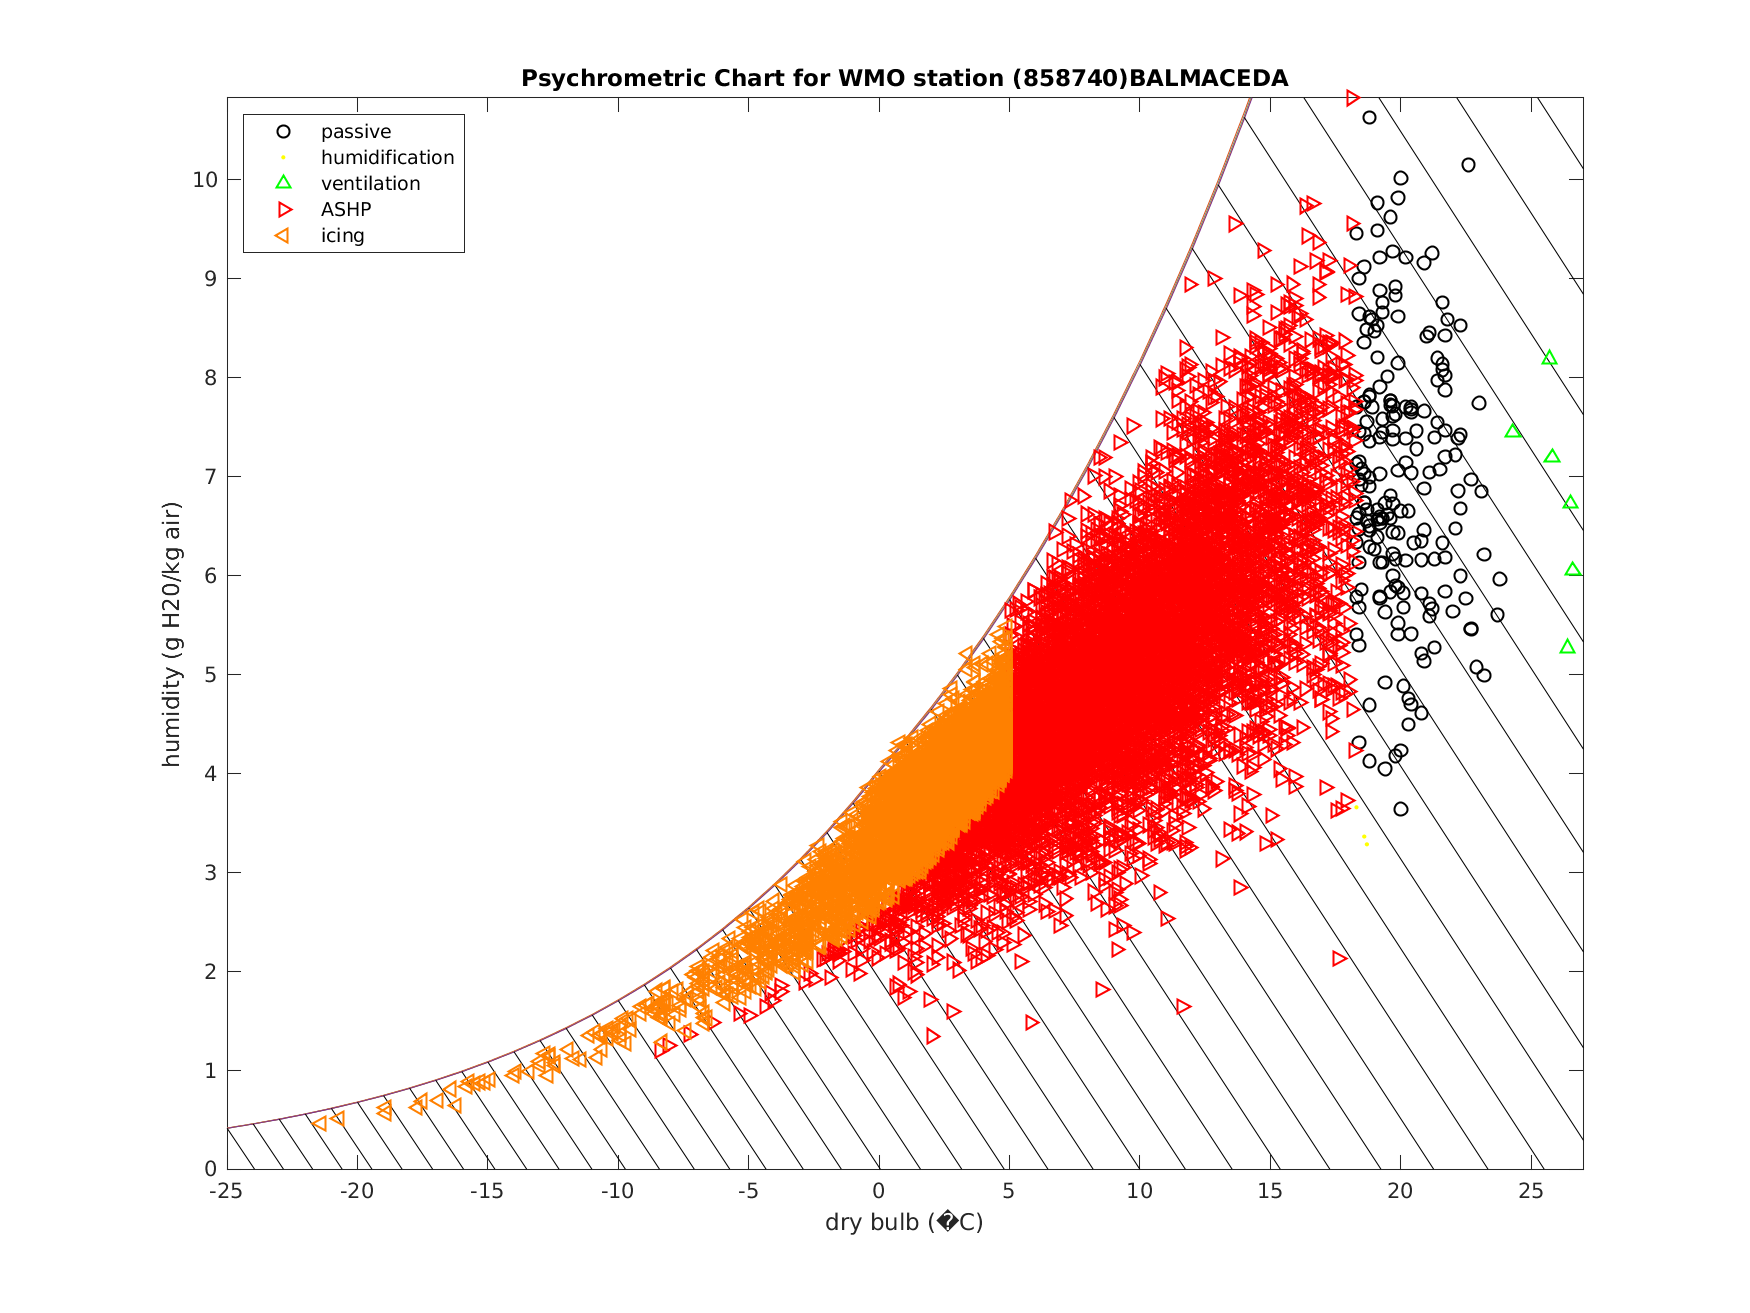 Psychrometric Chart for WMO station (858740)BALMACEDA
passive
humidification
ventilation
ASHP
icing
10
9
8
7
6
5
4
3
2
1
0
humidity (g H20/kg air)
-25 -20 -15 -10 -5 0 5 10 15 20 25
dry bulb (�C)